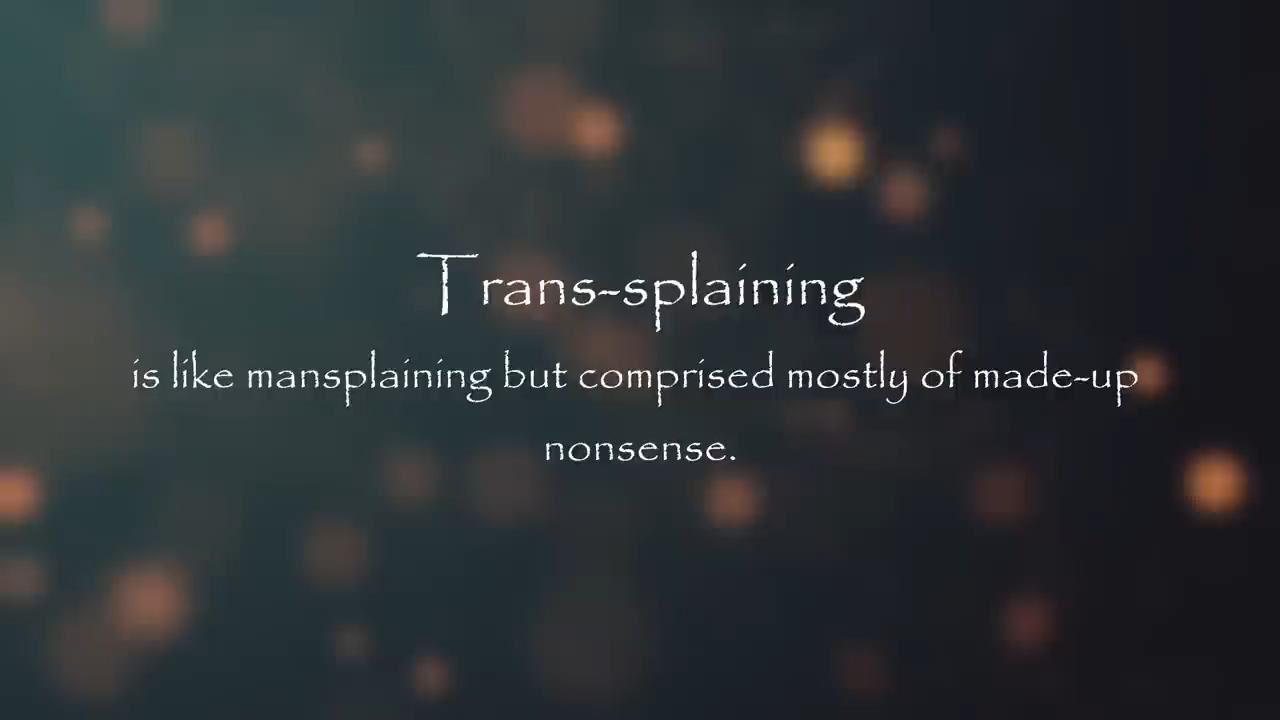 Trans-splaining
is like mansplaining but comprised mostly of made-up
nonsense.